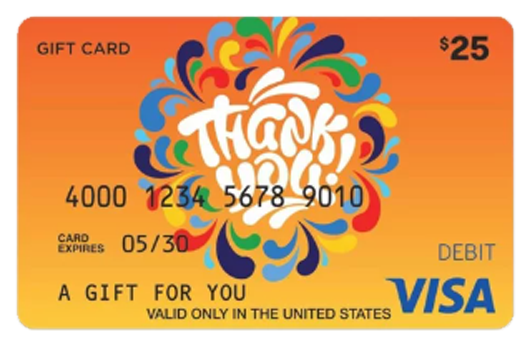 GIFT CARD
$25
THANK
YOU!
4000 1234 5678 9010
CARD
EXPIRES 05/30
DEBIT
A GIFT FOR YOU
VISA
VALID ONLY IN THE UNITED STATES